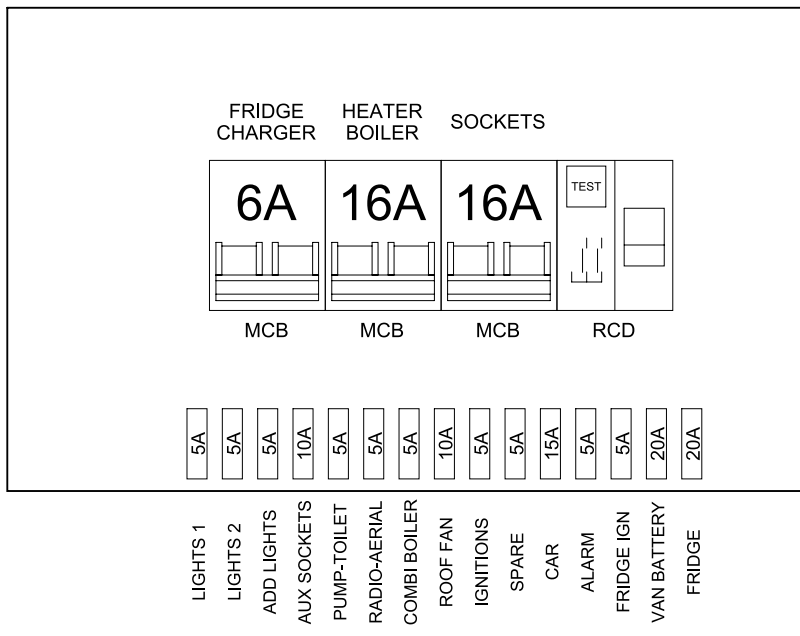 FRIDGE
CHARGER
HEATER
BOILER
SOCKETS
6A
16A
16A
TEST
MCB
MCB
MCB
RCD
5A
5A
5A
10A
5A
5A
5A
10A
5A
5A
15A
5A
5A
20A
20A
LIGHTS 1
LIGHTS 2
ADD LIGHTS
AUX SOCKETS
PUMP-TOILET
RADIO-AERIAL
COMBI BOILER
ROOF FAN
IGNITIONS
SPARE
CAR
ALARM
FRIDGE IGN
VAN BATTERY
FRIDGE